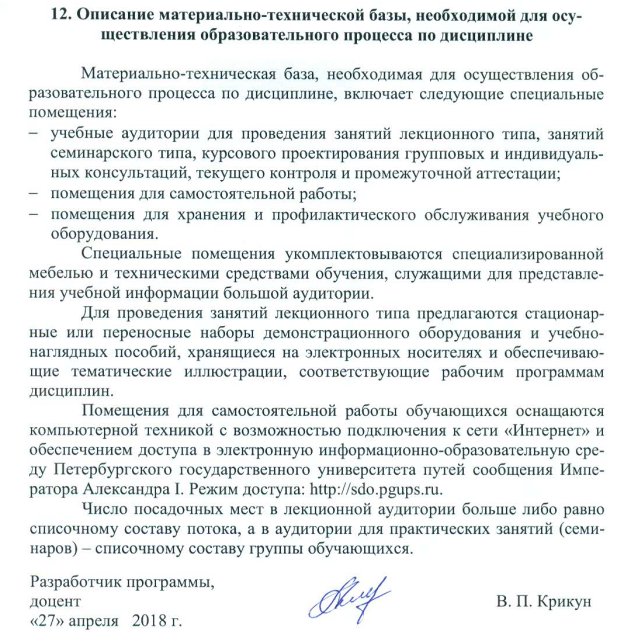 12. Описание материально-технической базы, необходимой для осу-
ществления образовательного процесса по дисциплине
Материально-техническая база, необходимая для осуществления об-
разовательного процесса по дисциплине, включает следующие специальные
помещения:
– учебные аудитории для проведения занятий лекционного типа, занятий
семинарского типа, курсового проектирования групповых и индивидуаль-
ных консультаций, текущего контроля и промежуточной аттестации;
– помещения для самостоятельной работы;
– помещения для хранения и профилактического обслуживания учебного
оборудования.
Специальные помещения укомплектовываются специализированной
мебелью и техническими средствами обучения, служащими для представле-
ния учебной информации большой аудитории.
Для проведения занятий лекционного типа предлагаются стационар-
ные или переносные наборы демонстрационного оборудования и учебно-
наглядных пособий, хранящиеся на электронных носителях и обеспечиваю-
щие тематические иллюстрации, соответствующие рабочим программам
дисциплин.
Помещения для самостоятельной работы обучающихся оснащаются
компьютерной техникой с возможностью подключения к сети «Интернет» и
обеспечением доступа в электронную информационно-образовательную сре-
ду Петербургского государственного университета путей сообщения Импе-
ратора Александра I. Режим доступа: http://sdo.pgups.ru.
Число посадочных мест в лекционной аудитории больше либо равно
списочному составу потока, а в аудитории для практических занятий (семи-
наров) – списочному составу группы обучающихся.
Разработчик программы,
доцент В. П. Крикун
«27» апреля 2018 г.